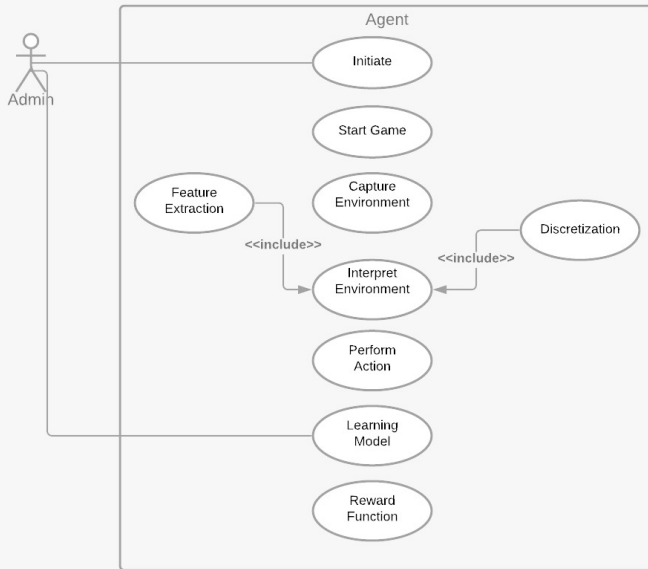 Agent
Admin
Initiate
Start Game
Feature
Extraction
Capture
Environment
Discretization
<<include>>
<<include>>
Interpret
Environment
Perform
Action
Learning
Model
Reward
Function